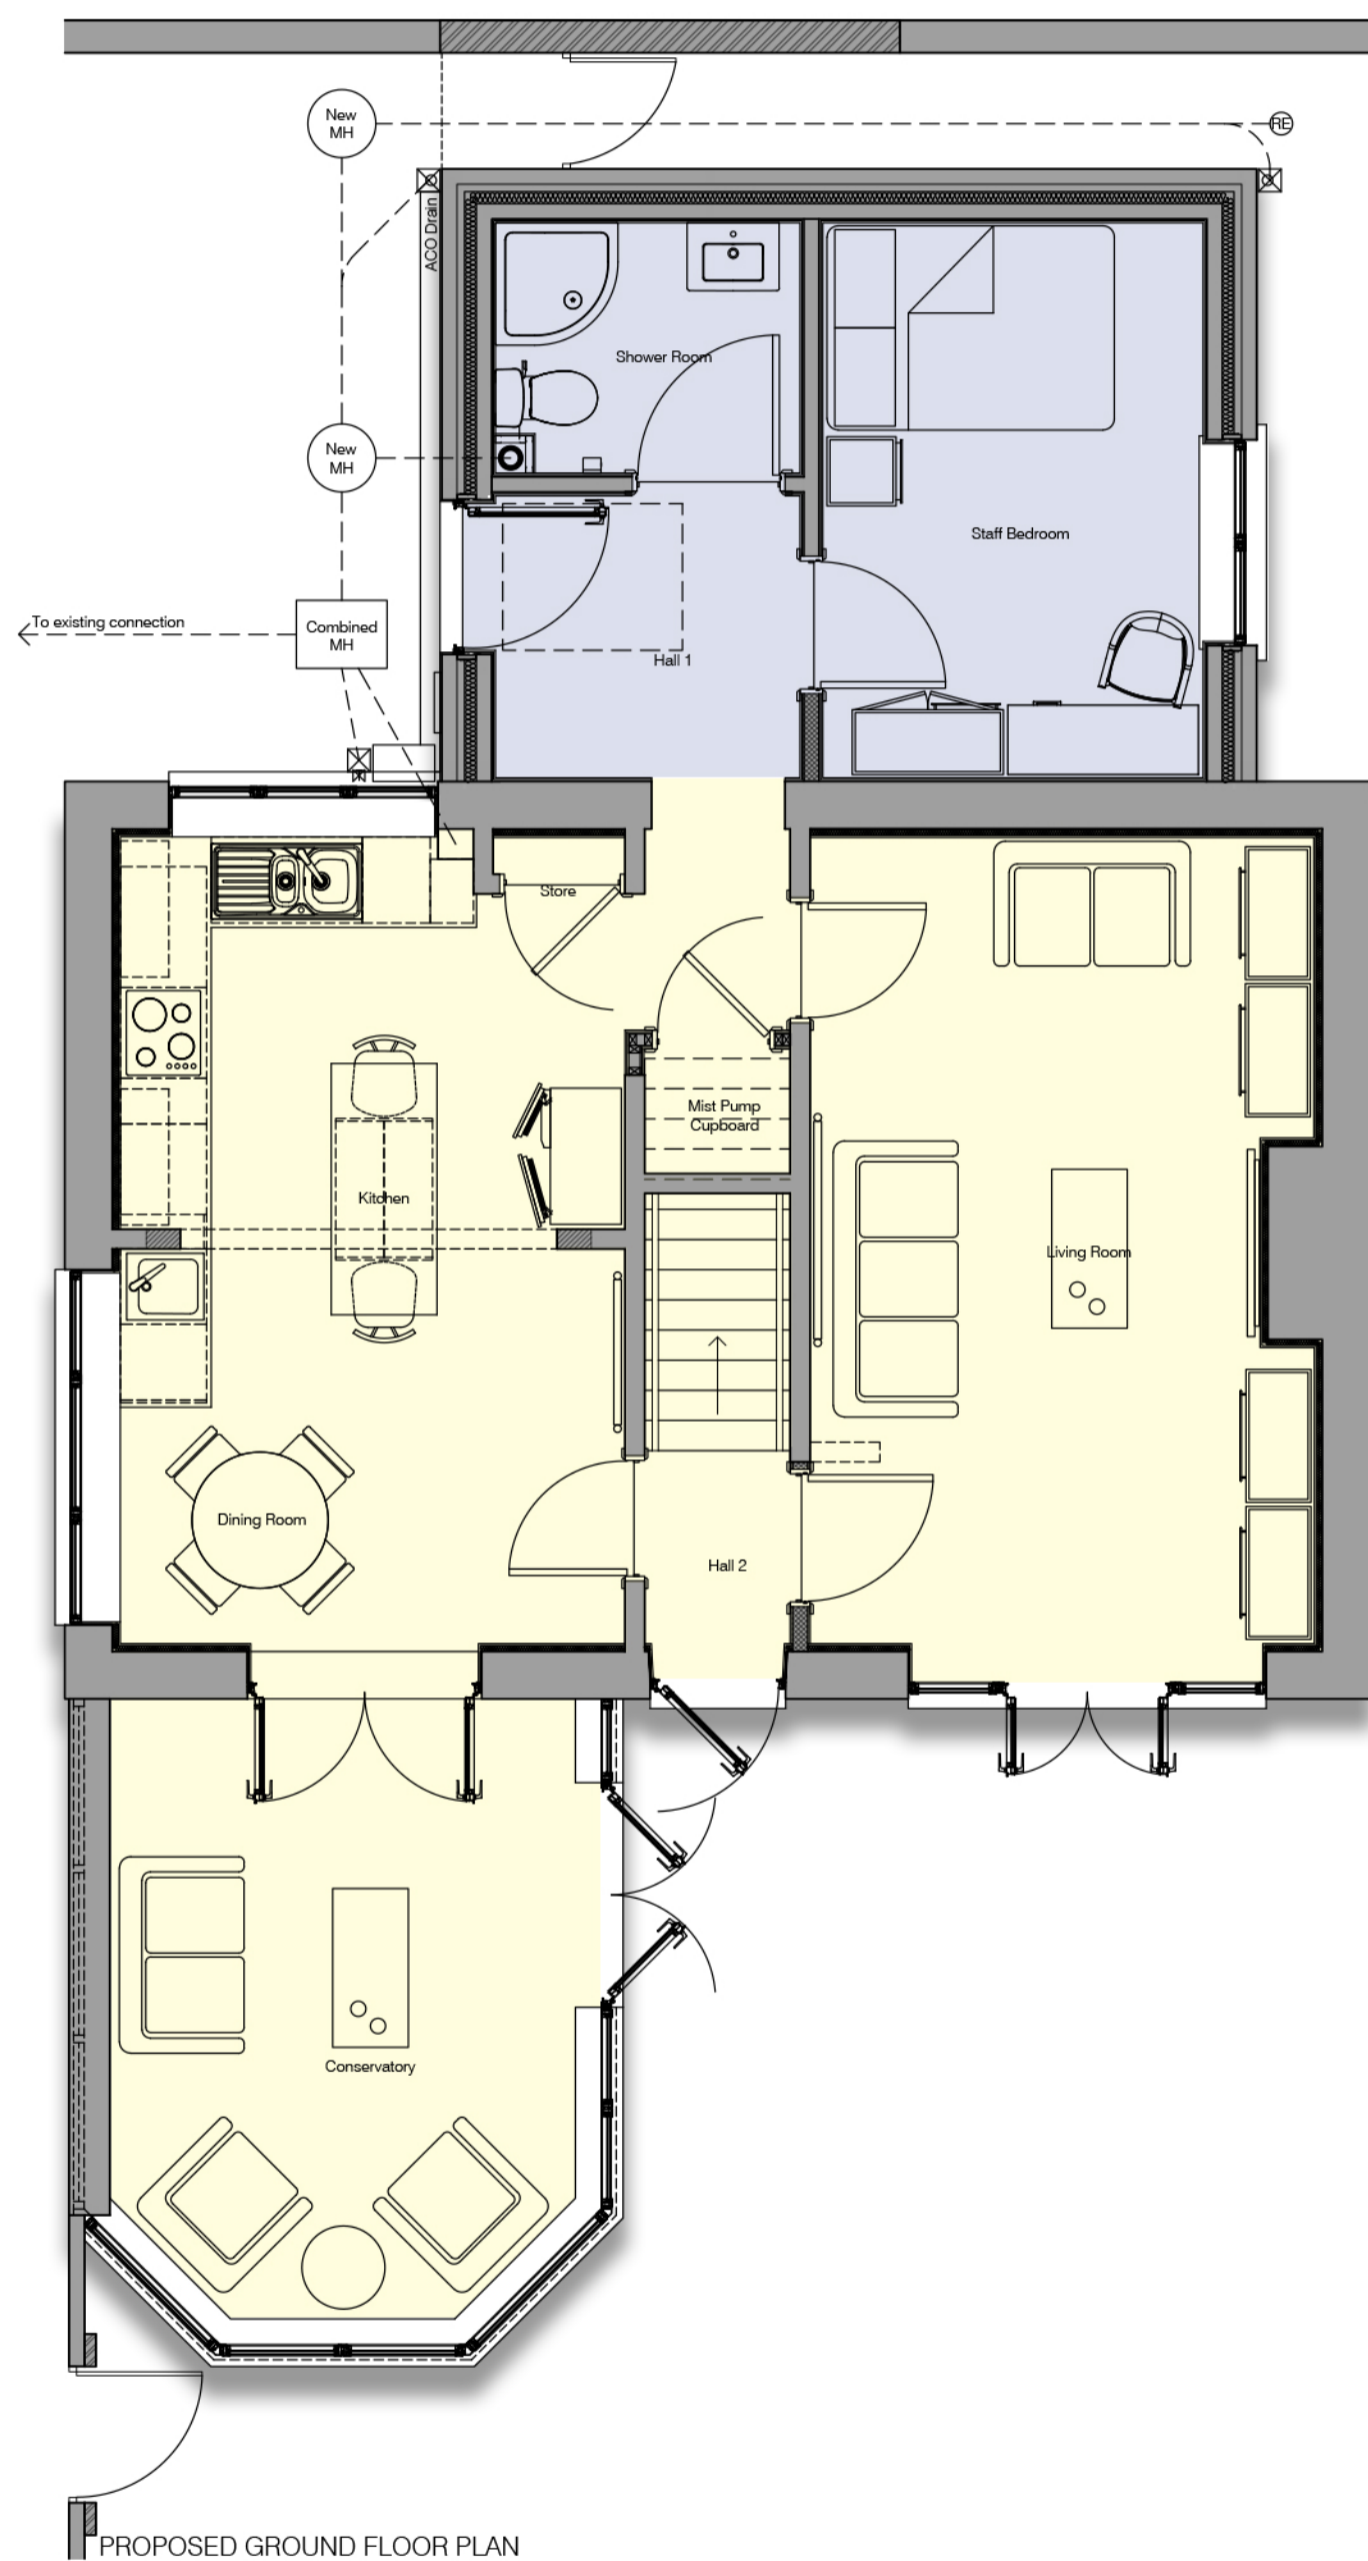 New
MH
RE
ACO Drain
Shower Room
New
MH
Staff Bedroom
To existing connection
Combined
MH
Hall 1
Store
Mist Pump
Cupboard
Kitchen
Living Room
Dining Room
Hall 2
Conservatory
PROPOSED GROUND FLOOR PLAN